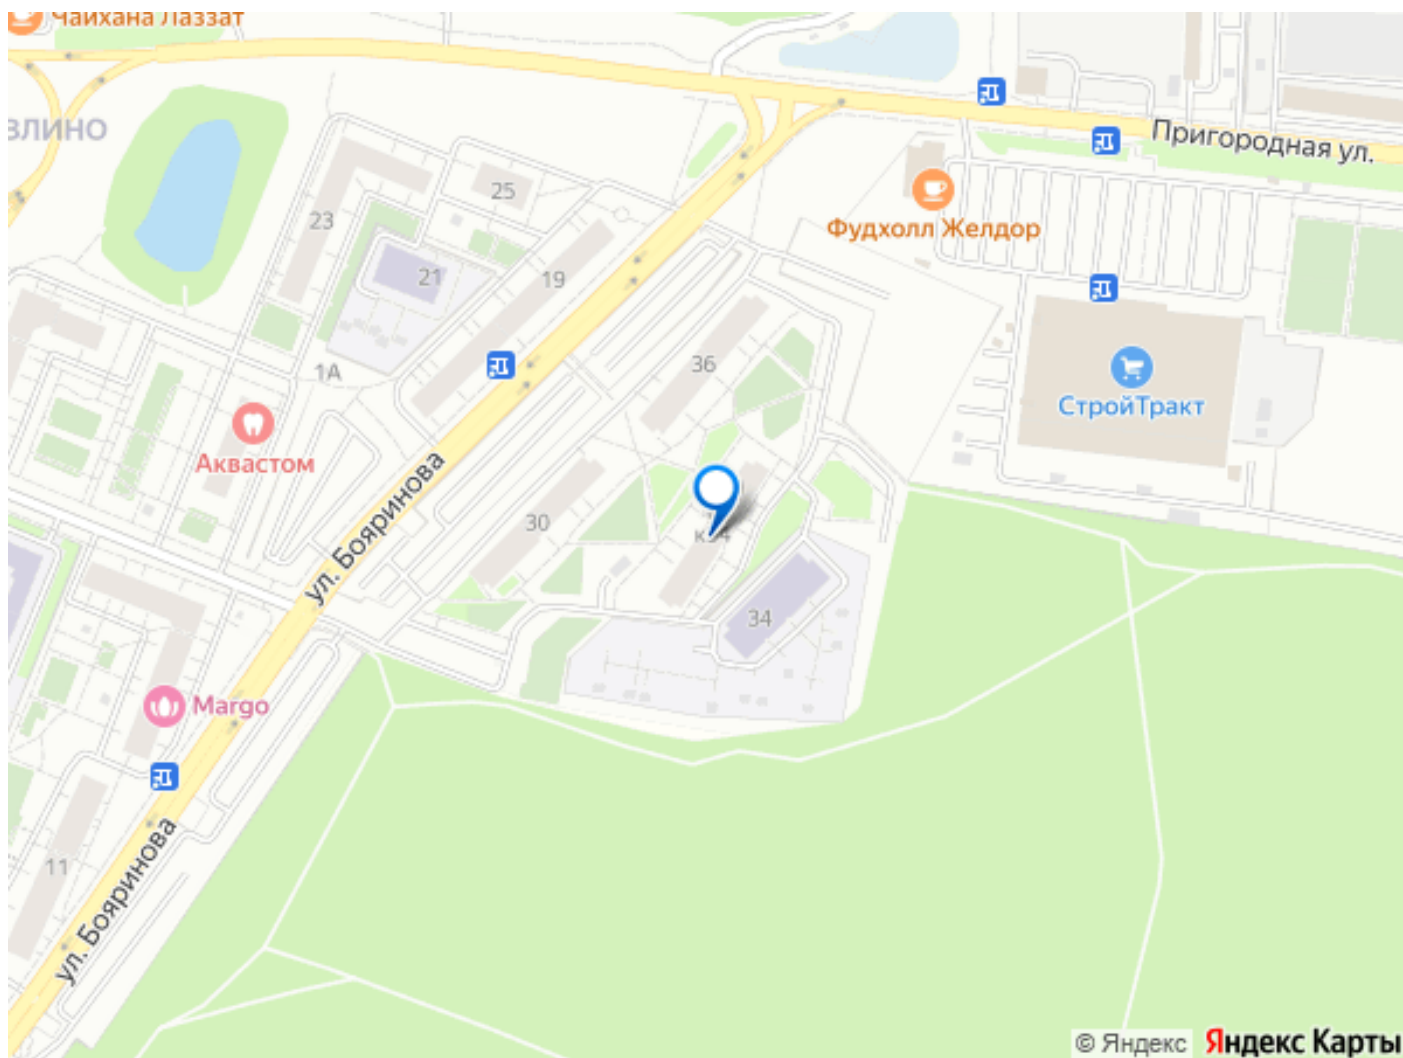 Чайхана Лаззат
ЗЛИНО
Пригородная ул.
25
23
Фудхолл Желдор
21
19
36
1А
СтройТракт
Аквастом
ул. Бояринова
30
34
Margo
11
ул. Бояринова
© Яндекс Яндекс Карты